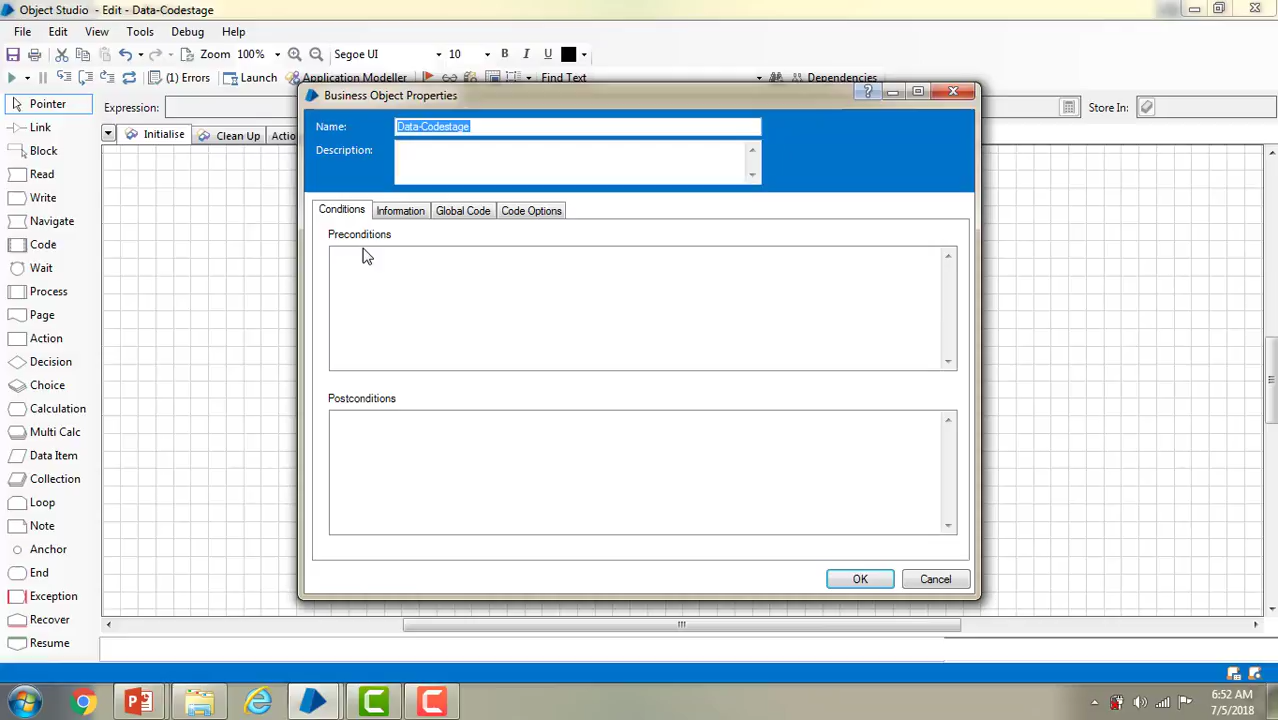 Object Studio - Edit - Data-Codestage
File Edit View Tools Debug Help
Zoom 100% Segoe UI 10 B I U
(1) Errors Launch Application Modeller Find Text Dependencies
Business Object Properties
Pointer Expression: Store In:
Name: Data-Codestage
Link
Initialise Clean Up Actio
Block
Description:
Read
Write
Conditions Information Global Code Code Options
Navigate
Preconditions
Code
Wait
Process
Page
Action
Decision
Choice
Postconditions
Calculation
Multi Calc
Data Item
Collection
Loop
Note
Anchor
End
OK Cancel
Exception
Recover
Resume
6:52 AM
7/5/2018